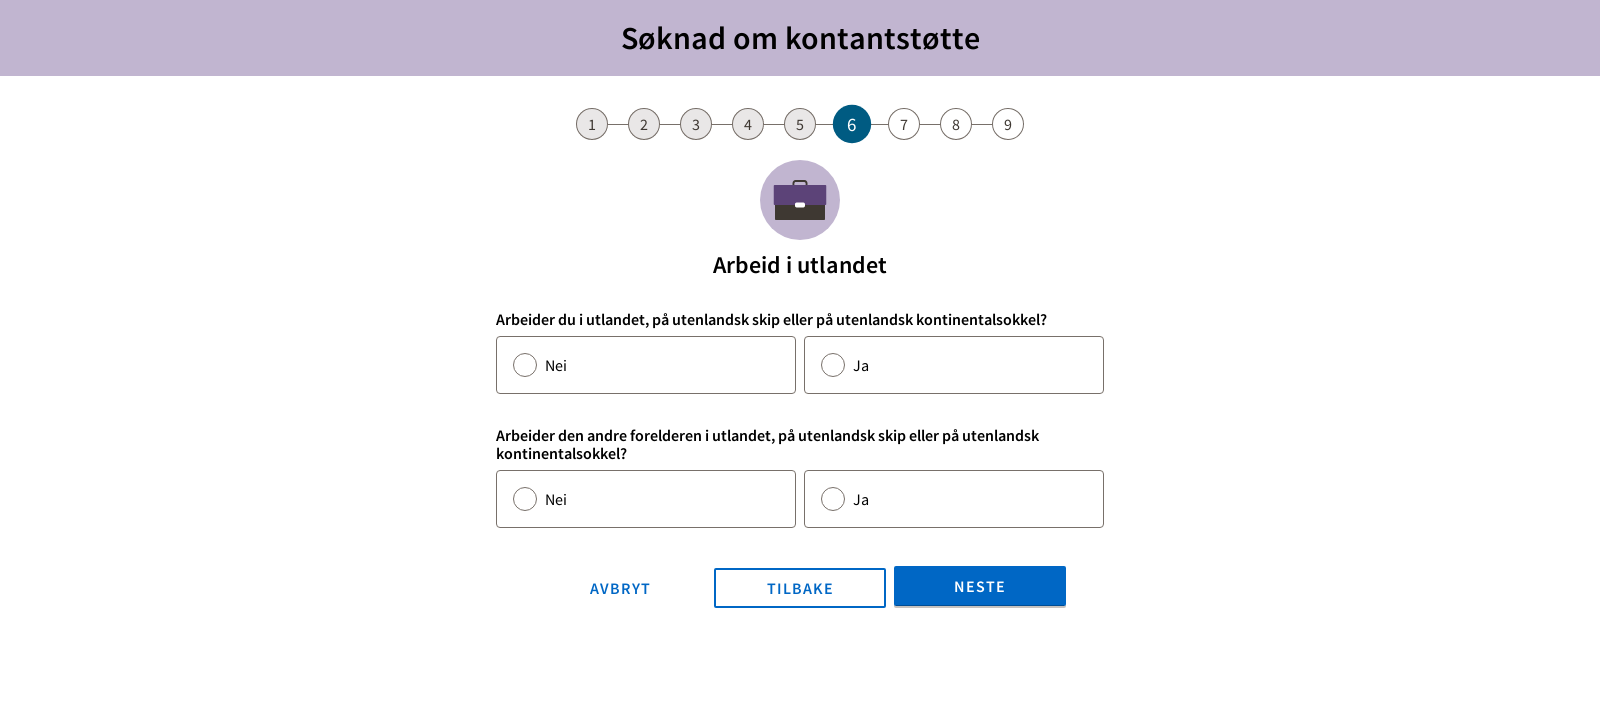 Søknad om kontantstøtte
1 2 3 4 5 6 7 8 9
Arbeid i utlandet
Arbeider du i utlandet, på utenlandsk skip eller på utenlandsk kontinentalsokkel?
Nei Ja
Arbeider den andre forelderen i utlandet, på utenlandsk skip eller på utenlandsk
kontinentalsokkel?
Nei Ja
AVBRYT TILBAKE NESTE